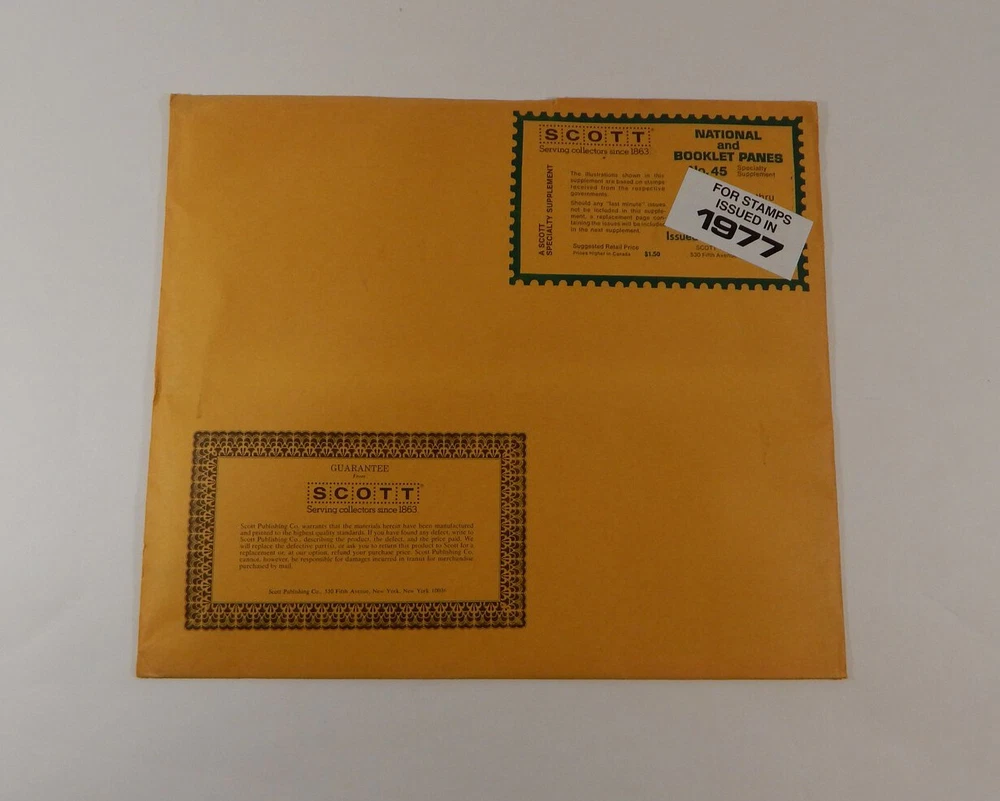 SCOTT®
Serving collectors since 1863
A SCOTT
SPECIALTY SUPPLEMENT
The illustrations shown in this
supplement are based on stamps
received from the respective
governments.
Should any "last minute" issues
not be included in this supple-
ment, a replacement page con-
taining the issues will be included
in the next supplement.
Suggested Retail Price
Prices Higher in Canada $1.50
NATIONAL
and
BOOKLET PANES
No. 45 Specialty
Supplement
FOR STAMPS
ISSUED IN
1977
Issued
SCOTT
530 Fifth Avenue
GUARANTEE
From
SCOTT®
Serving collectors since 1863
Scott Publishing Co. warrants that the materials herein have been manufactured
and printed to the highest quality standards. If you have found any defect, write to
Scott Publishing Co., describing the product, the defect, and the price paid. We
will replace the defective part(s), or ask you to return this product to Scott for a
replacement or, at our option, refund your purchase price. Scott Publishing Co.
cannot, however, be responsible for damages incurred in transit for merchandise
purchased by mail.
Scott Publishing Co., 530 Fifth Avenue, New York, New York 10036